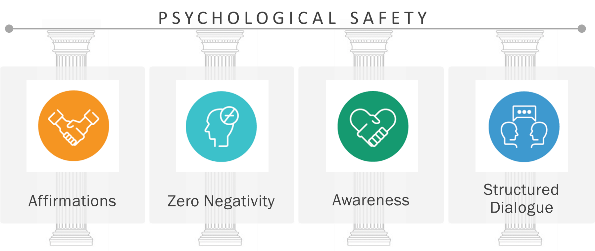 PSYCHOLOGICAL SAFETY
Affirmations
Zero Negativity
Awareness
Structured
Dialogue